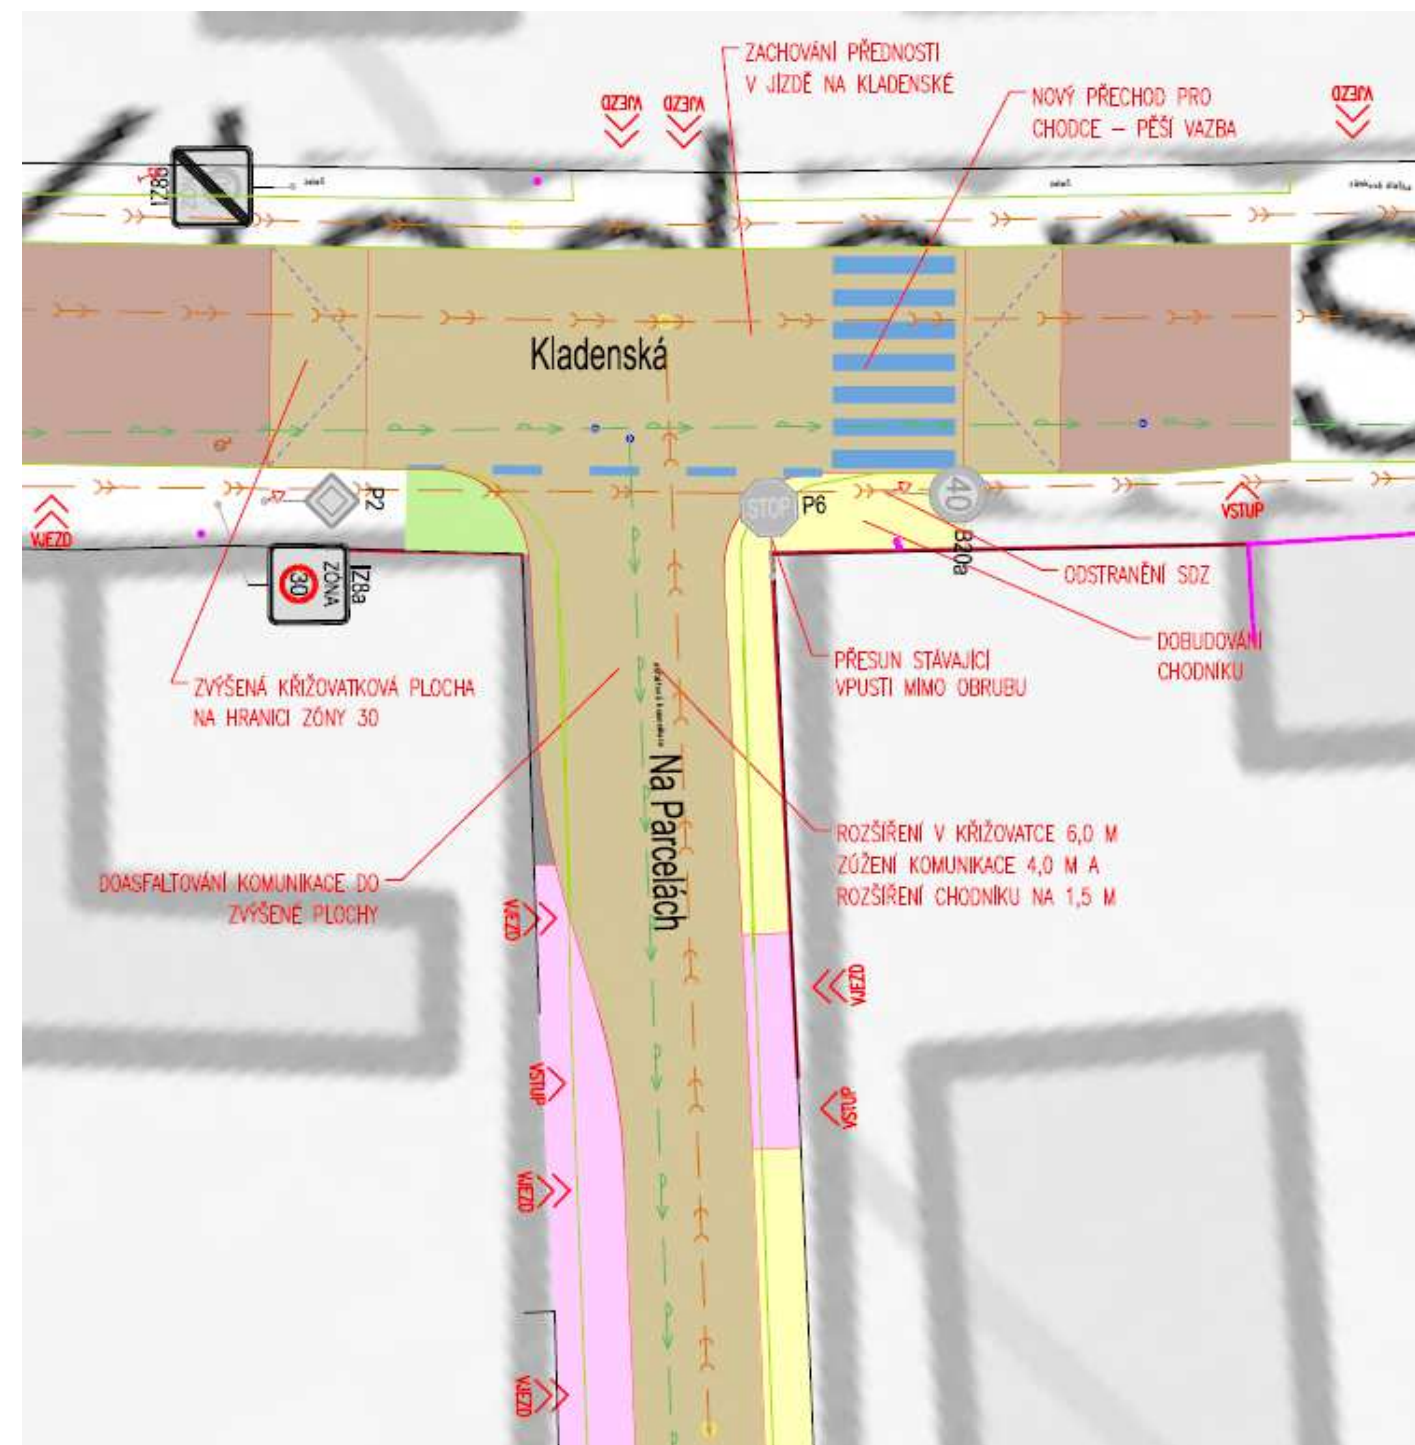 ZACHOVÁNÍ PŘEDNOSTI
V JÍZDĚ NA KLADENSKÉ
NOVÝ PŘECHOD PRO
CHODCE – PĚŠÍ VAZBA
VJEZD
VJEZD
VJEZD
IZ8b
zeleň
zeleň
Kladenská
P2
STOP
P6
40
B20a
VJEZD
VSTUP
ZÓNA
30
IZ8a
ODSTRANĚNÍ SDZ
DOBUDOVÁNÍ
CHODNÍKU
PŘESUN STÁVAJÍCÍ
VPUSTI MIMO OBRUBU
ZVÝŠENÁ KŘIŽOVATKOVÁ PLOCHA
NA HRANICI ZÓNY 30
Na Parcelách
ROZŠÍŘENÍ V KŘIŽOVATCE 6,0 M
ZÚŽENÍ KOMUNIKACE 4,0 M A
ROZŠÍŘENÍ CHODNÍKU NA 1,5 M
DOASFALTOVÁNÍ KOMUNIKACE DO
ZVÝŠENÉ PLOCHY
VJEZD
VJEZD
VSTUP
VSTUP
VJEZD
VJEZD